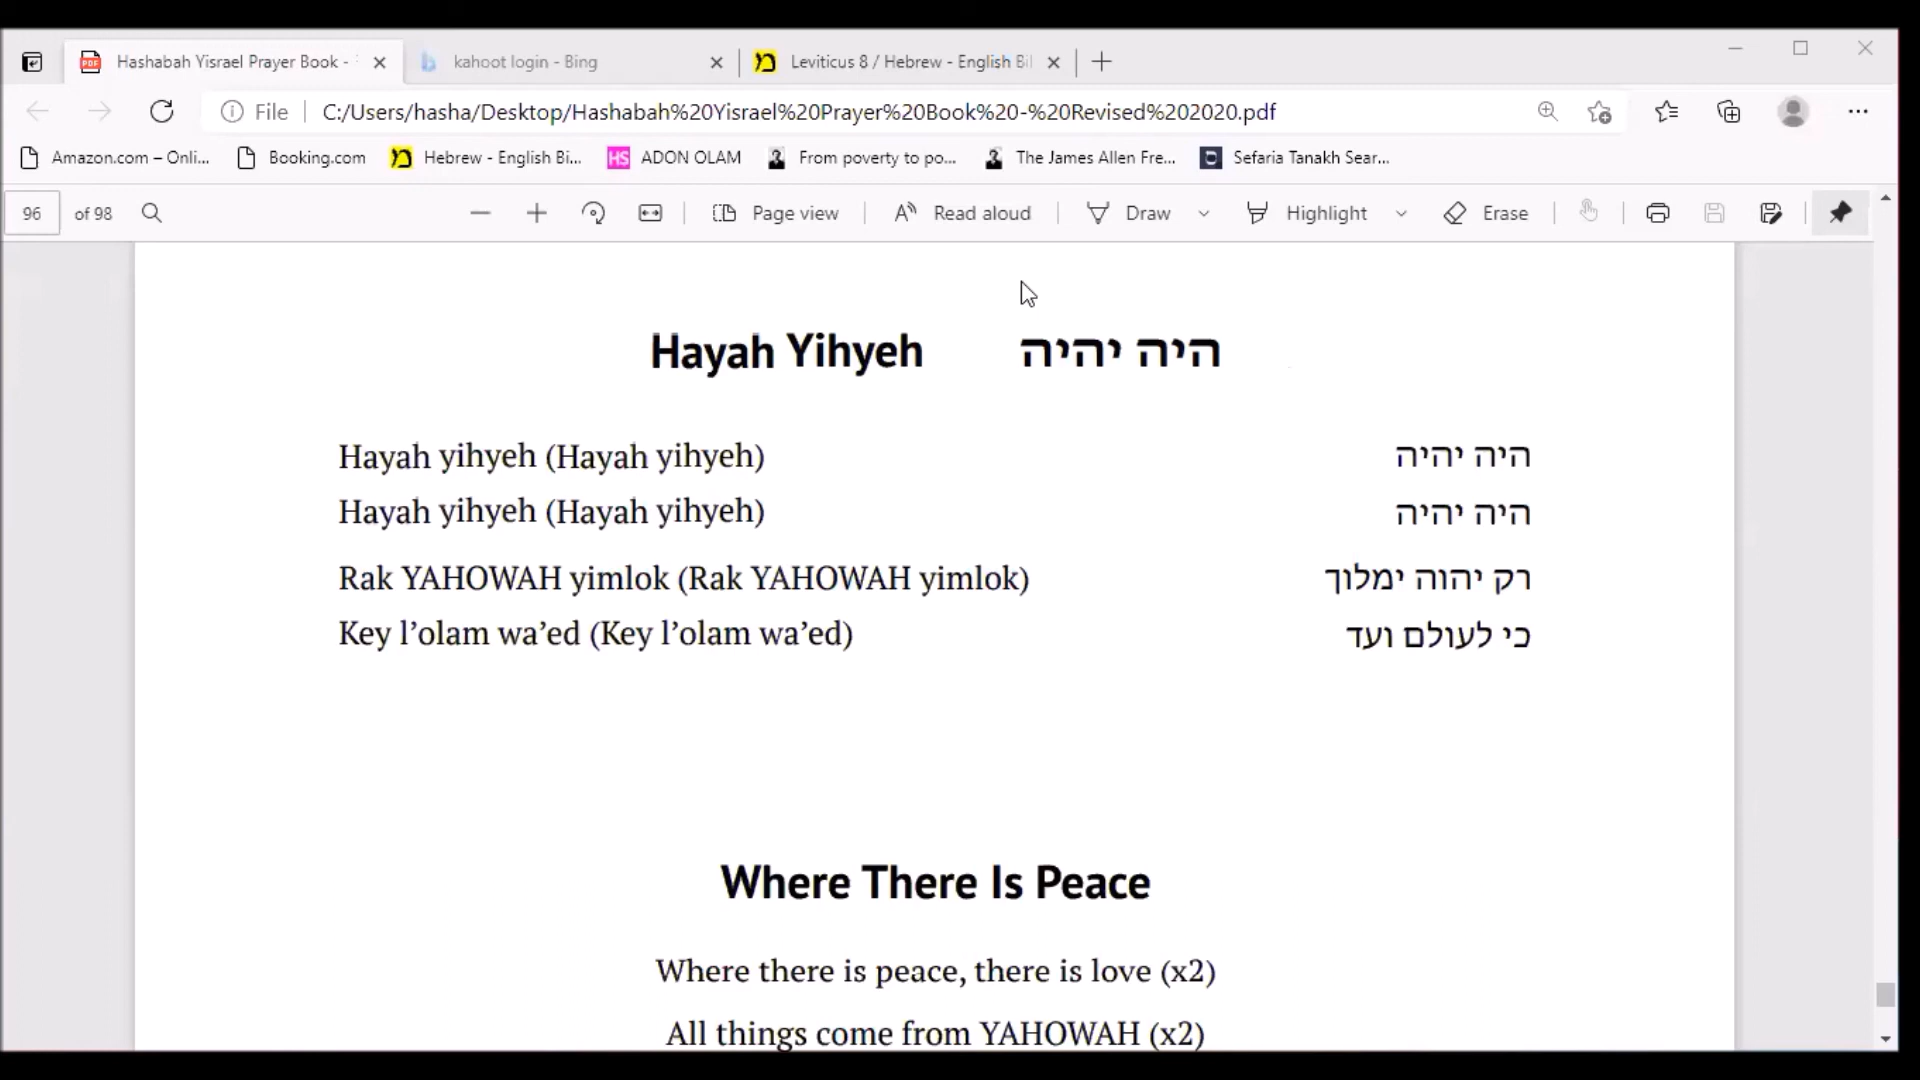 Hashabah Yisrael Prayer Book -
kahoot login - Bing
Leviticus 8 / Hebrew - English Bi
File
C:/Users/hasha/Desktop/Hashabah%20Yisrael%20Prayer%20Book%20-%20Revised%202020.pdf
Amazon.com – Onli... Booking.com Hebrew - English Bi... HS ADON OLAM From poverty to po... The James Allen Fre... Sefaria Tanakh Sear...
96 of 98 Page view Read aloud Draw Highlight Erase
Hayah Yihyeh היה יהיה
Hayah yihyeh (Hayah yihyeh) היה יהיה
Hayah yihyeh (Hayah yihyeh) היה יהיה
Rak YAHOWAH yimlok (Rak YAHOWAH yimlok) רק יהוה ימלוך
Key l’olam wa’ed (Key l’olam wa’ed) כי לעולם ועד
Where There Is Peace
Where there is peace, there is love (x2)
All things come from YAHOWAH (x2)